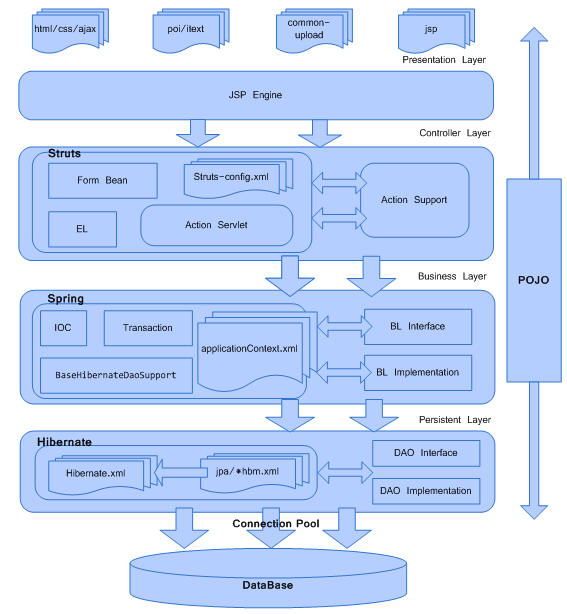 html/css/ajax
poi/itext
common-
upload
jsp
Presentation Layer
JSP Engine
Controller Layer
Struts
Form Bean
Struts-config.xml
Action Support
EL
Action Servlet
Business Layer
POJO
Spring
IOC
Transaction
applicationContext.xml
BL Interface
BaseHibernateDaoSupport
BL Implementation
Persistent Layer
Hibernate
DAO Interface
Hibernate.xml
jpa/*hbm.xml
DAO Implementation
Connection Pool
DataBase